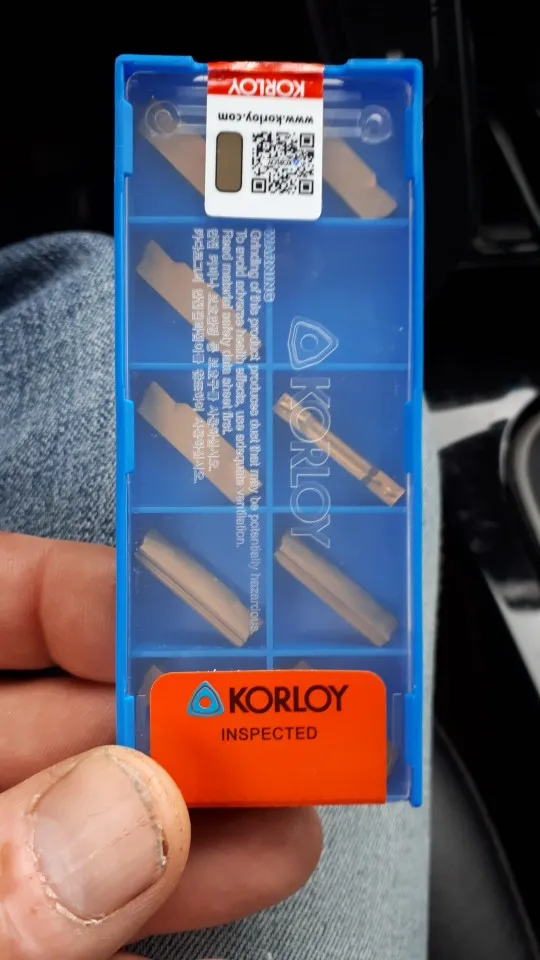 KORLOY
www.korloy.com
WARNING
Grinding of this product produces dust that may be potentially hazardous
To avoid adverse health effects, use adequate ventilation.
Read material safety data sheet first.
KORLOY
KORLOY
INSPECTED